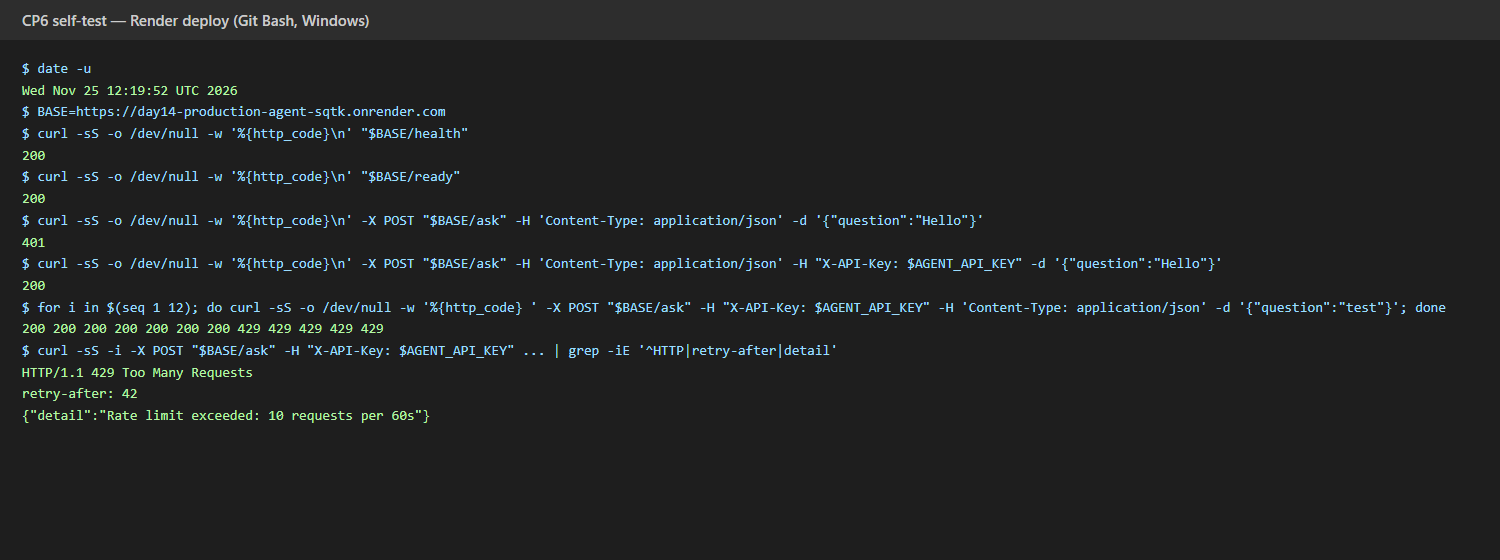 CP6 self-test — Render deploy (Git Bash, Windows)
$ date -u
Wed Nov 25 12:19:52 UTC 2026
$ BASE=https://day14-production-agent-sqtk.onrender.com
$ curl -sS -o /dev/null -w '%{http_code}\n' "$BASE/health"
200
$ curl -sS -o /dev/null -w '%{http_code}\n' "$BASE/ready"
200
$ curl -sS -o /dev/null -w '%{http_code}\n' -X POST "$BASE/ask" -H 'Content-Type: application/json' -d '{"question":"Hello"}'
401
$ curl -sS -o /dev/null -w '%{http_code}\n' -X POST "$BASE/ask" -H 'Content-Type: application/json' -H "X-API-Key: $AGENT_API_KEY" -d '{"question":"Hello"}'
200
$ for i in $(seq 1 12); do curl -sS -o /dev/null -w '%{http_code} ' -X POST "$BASE/ask" -H "X-API-Key: $AGENT_API_KEY" -H 'Content-Type: application/json' -d '{"question":"test"}'; done
200 200 200 200 200 200 200 429 429 429 429 429
$ curl -sS -i -X POST "$BASE/ask" -H "X-API-Key: $AGENT_API_KEY" ... | grep -iE '^HTTP|retry-after|detail'
HTTP/1.1 429 Too Many Requests
retry-after: 42
{"detail":"Rate limit exceeded: 10 requests per 60s"}